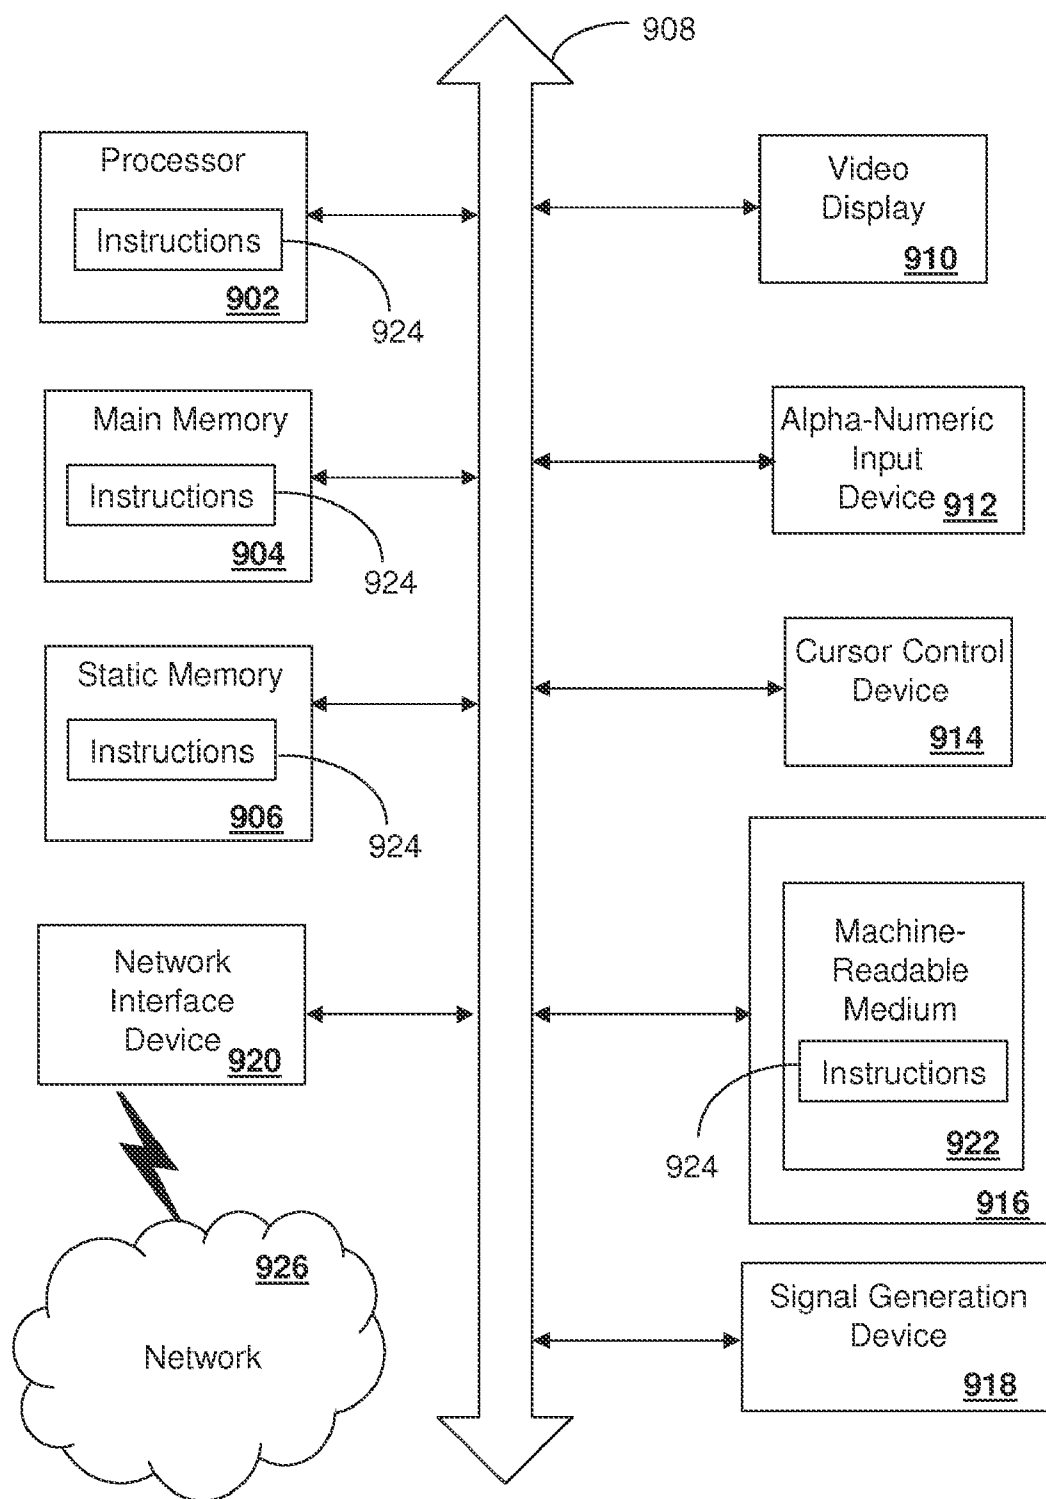 908
Processor
Instructions
902
924
Main Memory
Instructions
904
924
Static Memory
Instructions
906
924
Network
Interface
Device
920
926
Network
Video
Display
910
Alpha-Numeric
Input
Device
912
Cursor Control
Device
914
Machine-
Readable
Medium
Instructions
924
922
916
Signal Generation
Device
918